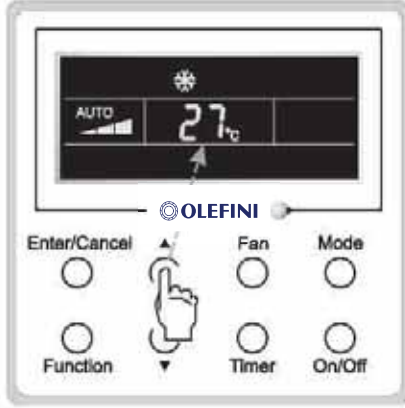 AUTO
27°C
OLEFINI
Enter/Cancel ▲ Fan Mode
Function ▼ Timer On/Off